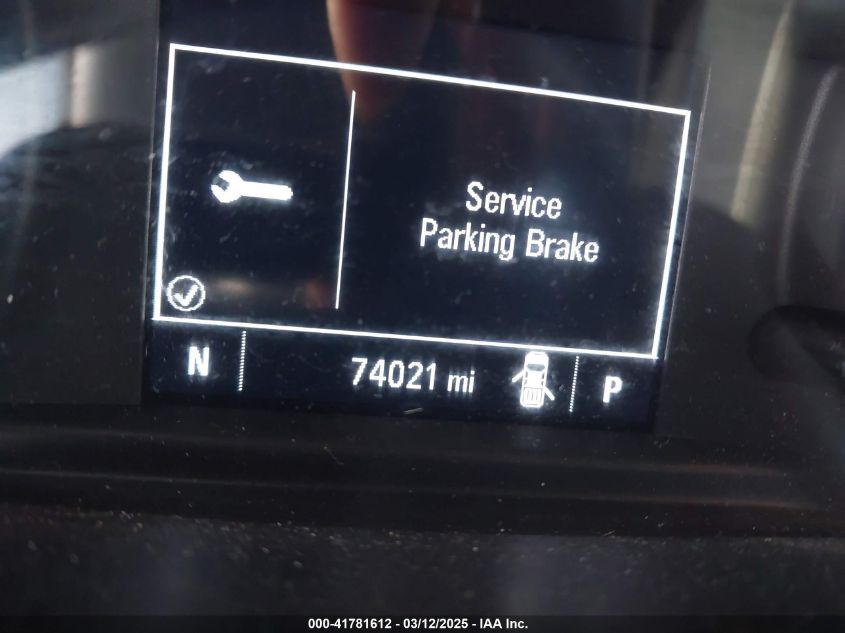 Service
Parking Brake
N 74021 mi P
000-41781612 - 03/12/2025 - IAA Inc.